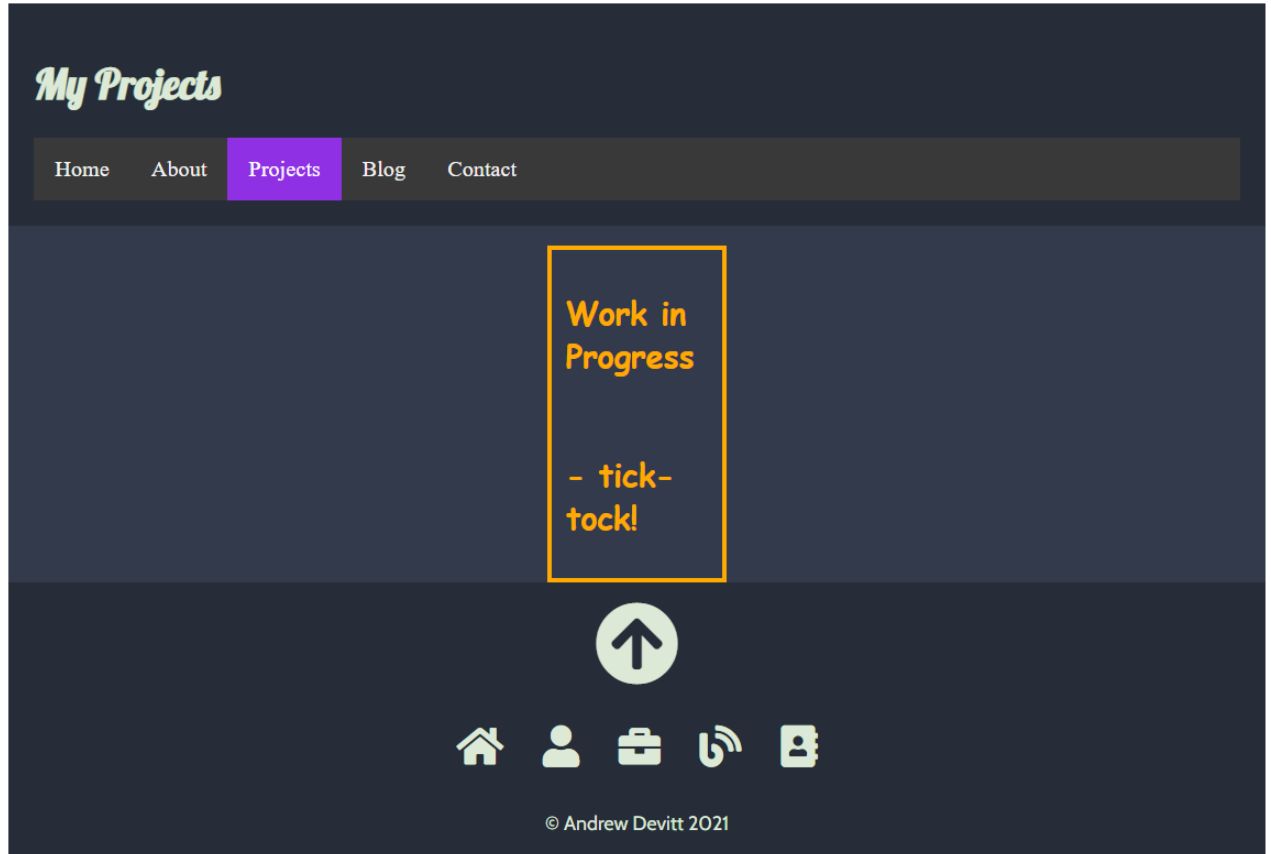 My Projects
Home About Projects Blog Contact
Work in
Progress
- tick-
tock!
© Andrew Devitt 2021